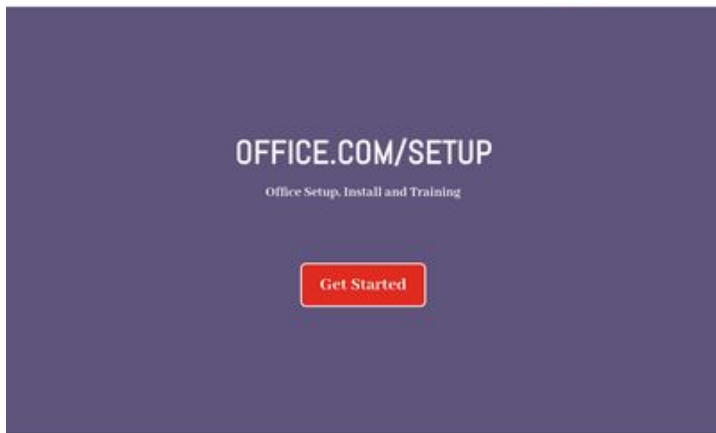 OFFICE.COM/SETUP
Office Setup, Install and Training
Get Started